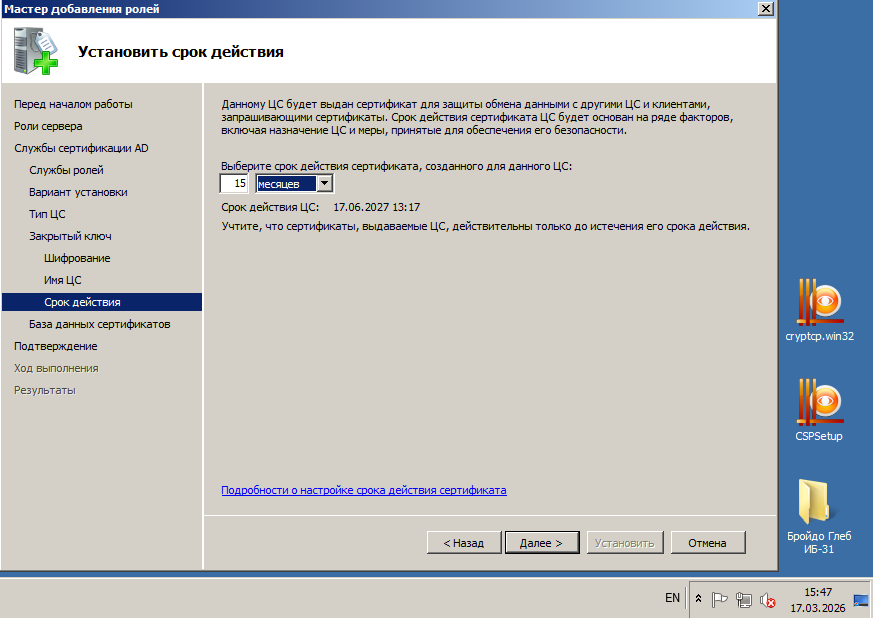 Мастер добавления ролей
Установить срок действия
Перед началом работы
Роли сервера
Службы сертификации AD
Службы ролей
Вариант установки
Тип ЦС
Закрытый ключ
Шифрование
Имя ЦС
Срок действия
База данных сертификатов
Подтверждение
Ход выполнения
Результаты
Данному ЦС будет выдан сертификат для защиты обмена данными с другими ЦС и клиентами,
запрашивающими сертификаты. Срок действия сертификата ЦС будет основан на ряде факторов,
включая назначение ЦС и меры, принятые для обеспечения его безопасности.
Выберите срок действия сертификата, созданного для данного ЦС:
15 месяцев
Срок действия ЦС: 17.06.2027 13:17
Учтите, что сертификаты, выдаваемые ЦС, действительны только до истечения его срока действия.
Подробности о настройке срока действия сертификата
< Назад Далее > Установить Отмена
cryptcp.win32
CSPSetup
Бройдо Глеб
ИБ-31
EN
15:47
17.03.2026